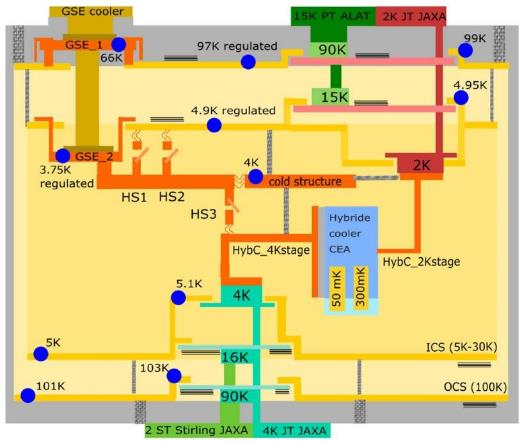 GSE cooler
15K PT ALAT
2K JT JAXA
GSE_1
66K
97K regulated
90K
99K
15K
4.95K
4.9K regulated
GSE_2
3.75K
regulated
4K
2K
cold structure
HS1
HS2
HS3
Hybride
cooler
CEA
HybC_4Kstage
HybC_2Kstage
50 mK
300mK
5.1K
4K
5K
ICS (5K-30K)
16K
103K
101K
90K
OCS (100K)
2 ST Stirling JAXA
4K JT JAXA